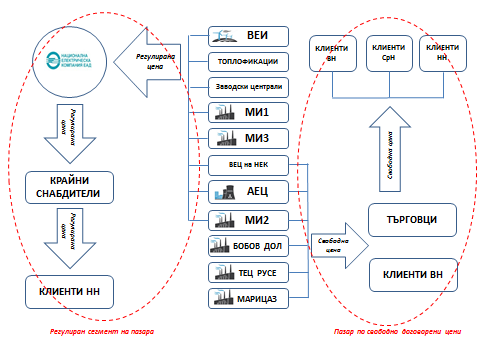 НАЦИОНАЛНА
ЕЛЕКТРИЧЕСКА
КОМПАНИЯ ЕАД
Регулирана
цена
Регулирана
цена
КРАЙНИ
СНАБДИТЕЛИ
Регулирана
цена
КЛИЕНТИ НН
Регулиран сегмент на пазара
ВЕИ
ТОПЛОФИКАЦИИ
Заводски централи
МИ1
МИ3
ВЕЦ на НЕК
АЕЦ
МИ2
БОБОВ ДОЛ
ТЕЦ РУСЕ
МАРИЦА3
КЛИЕНТИ
ВН
КЛИЕНТИ
СрН
КЛИЕНТИ
НН
Свободна цена
Свободна
цена
ТЪРГОВЦИ
КЛИЕНТИ ВН
Пазар по свободно договорени цени